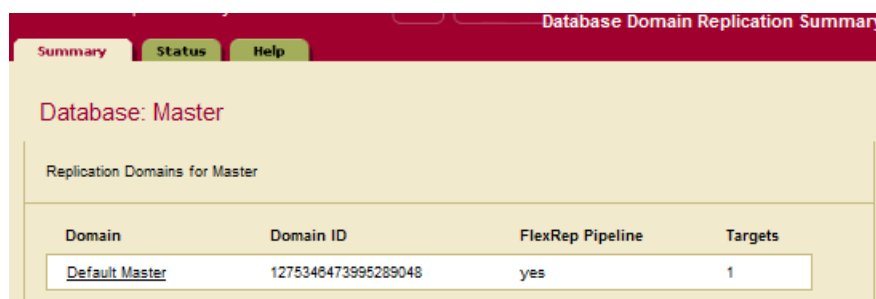 Database Domain Replication Summary
Summary Status Help
Database: Master
Replication Domains for Master
Domain Domain ID FlexRep Pipeline Targets
Default Master 1275346473995289048 yes 1